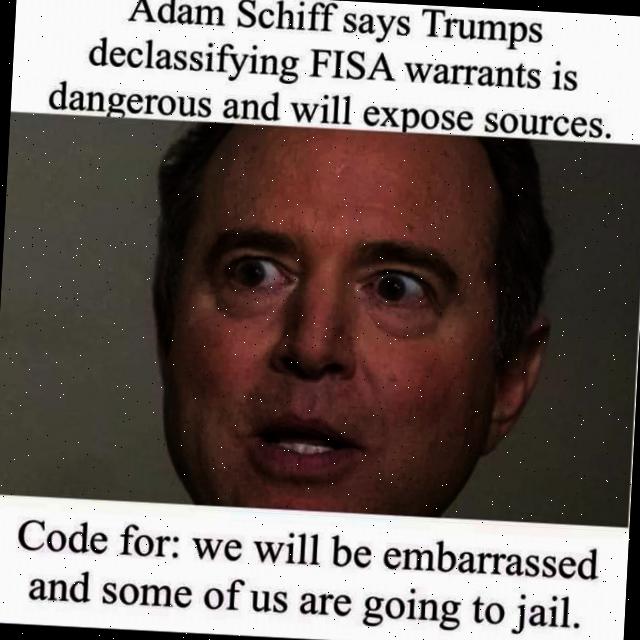 Adam Schiff says Trumps
declassifying FISA warrants is
dangerous and will expose sources.
Code for: we will be embarrassed
and some of us are going to jail.